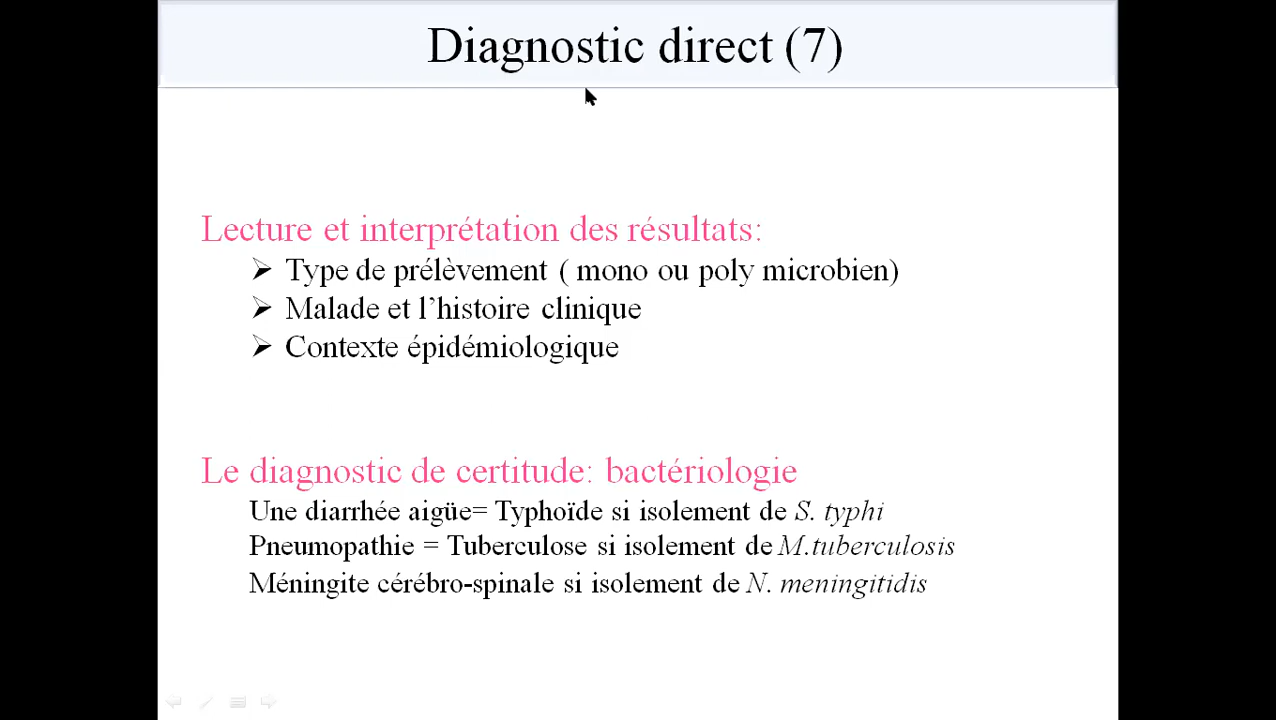 Diagnostic direct (7)
Lecture et interprétation des résultats:
➢ Type de prélèvement ( mono ou poly microbien)
➢ Malade et l’histoire clinique
➢ Contexte épidémiologique
Le diagnostic de certitude: bactériologie
Une diarrhée aigüe= Typhoïde si isolement de S. typhi
Pneumopathie = Tuberculose si isolement de M.tuberculosis
Méningite cérébro-spinale si isolement de N. meningitidis